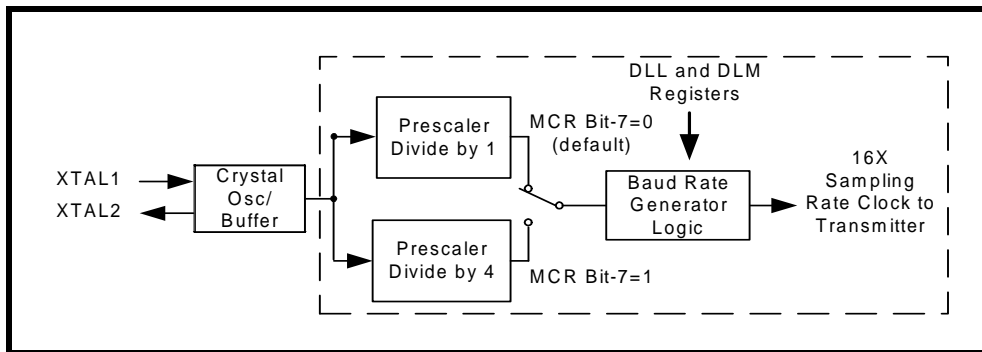 DLL and DLM
Registers
Prescaler
Divide by 1
MCR Bit-7=0
(default)
XTAL1
XTAL2
Crystal
Osc/
Buffer
Baud Rate
Generator
Logic
16X
Sampling
Rate Clock to
Transmitter
Prescaler
Divide by 4
MCR Bit-7=1